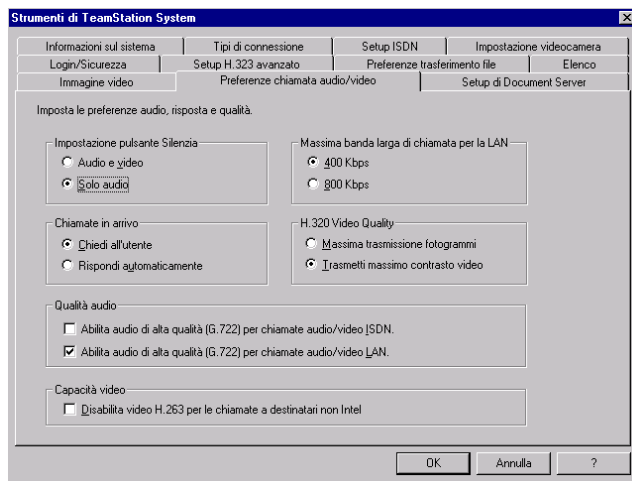 Strumenti di TeamStation System
Informazioni sul sistema Tipi di connessione Setup ISDN Impostazione videocamera
Login/Sicurezza Setup H.323 avanzato Preferenze trasferimento file Elenco
Immagine video Preferenze chiamata audio/video Setup di Document Server
Imposta le preferenze audio, risposta e qualità.
Impostazione pulsante Silenzia
Audio e video
Solo audio
Massima banda larga di chiamata per la LAN
400 Kbps
800 Kbps
Chiamate in arrivo
Chiedi all'utente
Rispondi automaticamente
H.320 Video Quality
Massima trasmissione fotogrammi
Trasmetti massimo contrasto video
Qualità audio
Abilita audio di alta qualità (G.722) per chiamate audio/video ISDN.
Abilita audio di alta qualità (G.722) per chiamate audio/video LAN.
Capacità video
Disabilita video H.263 per le chiamate a destinatari non Intel
OK Annulla ?